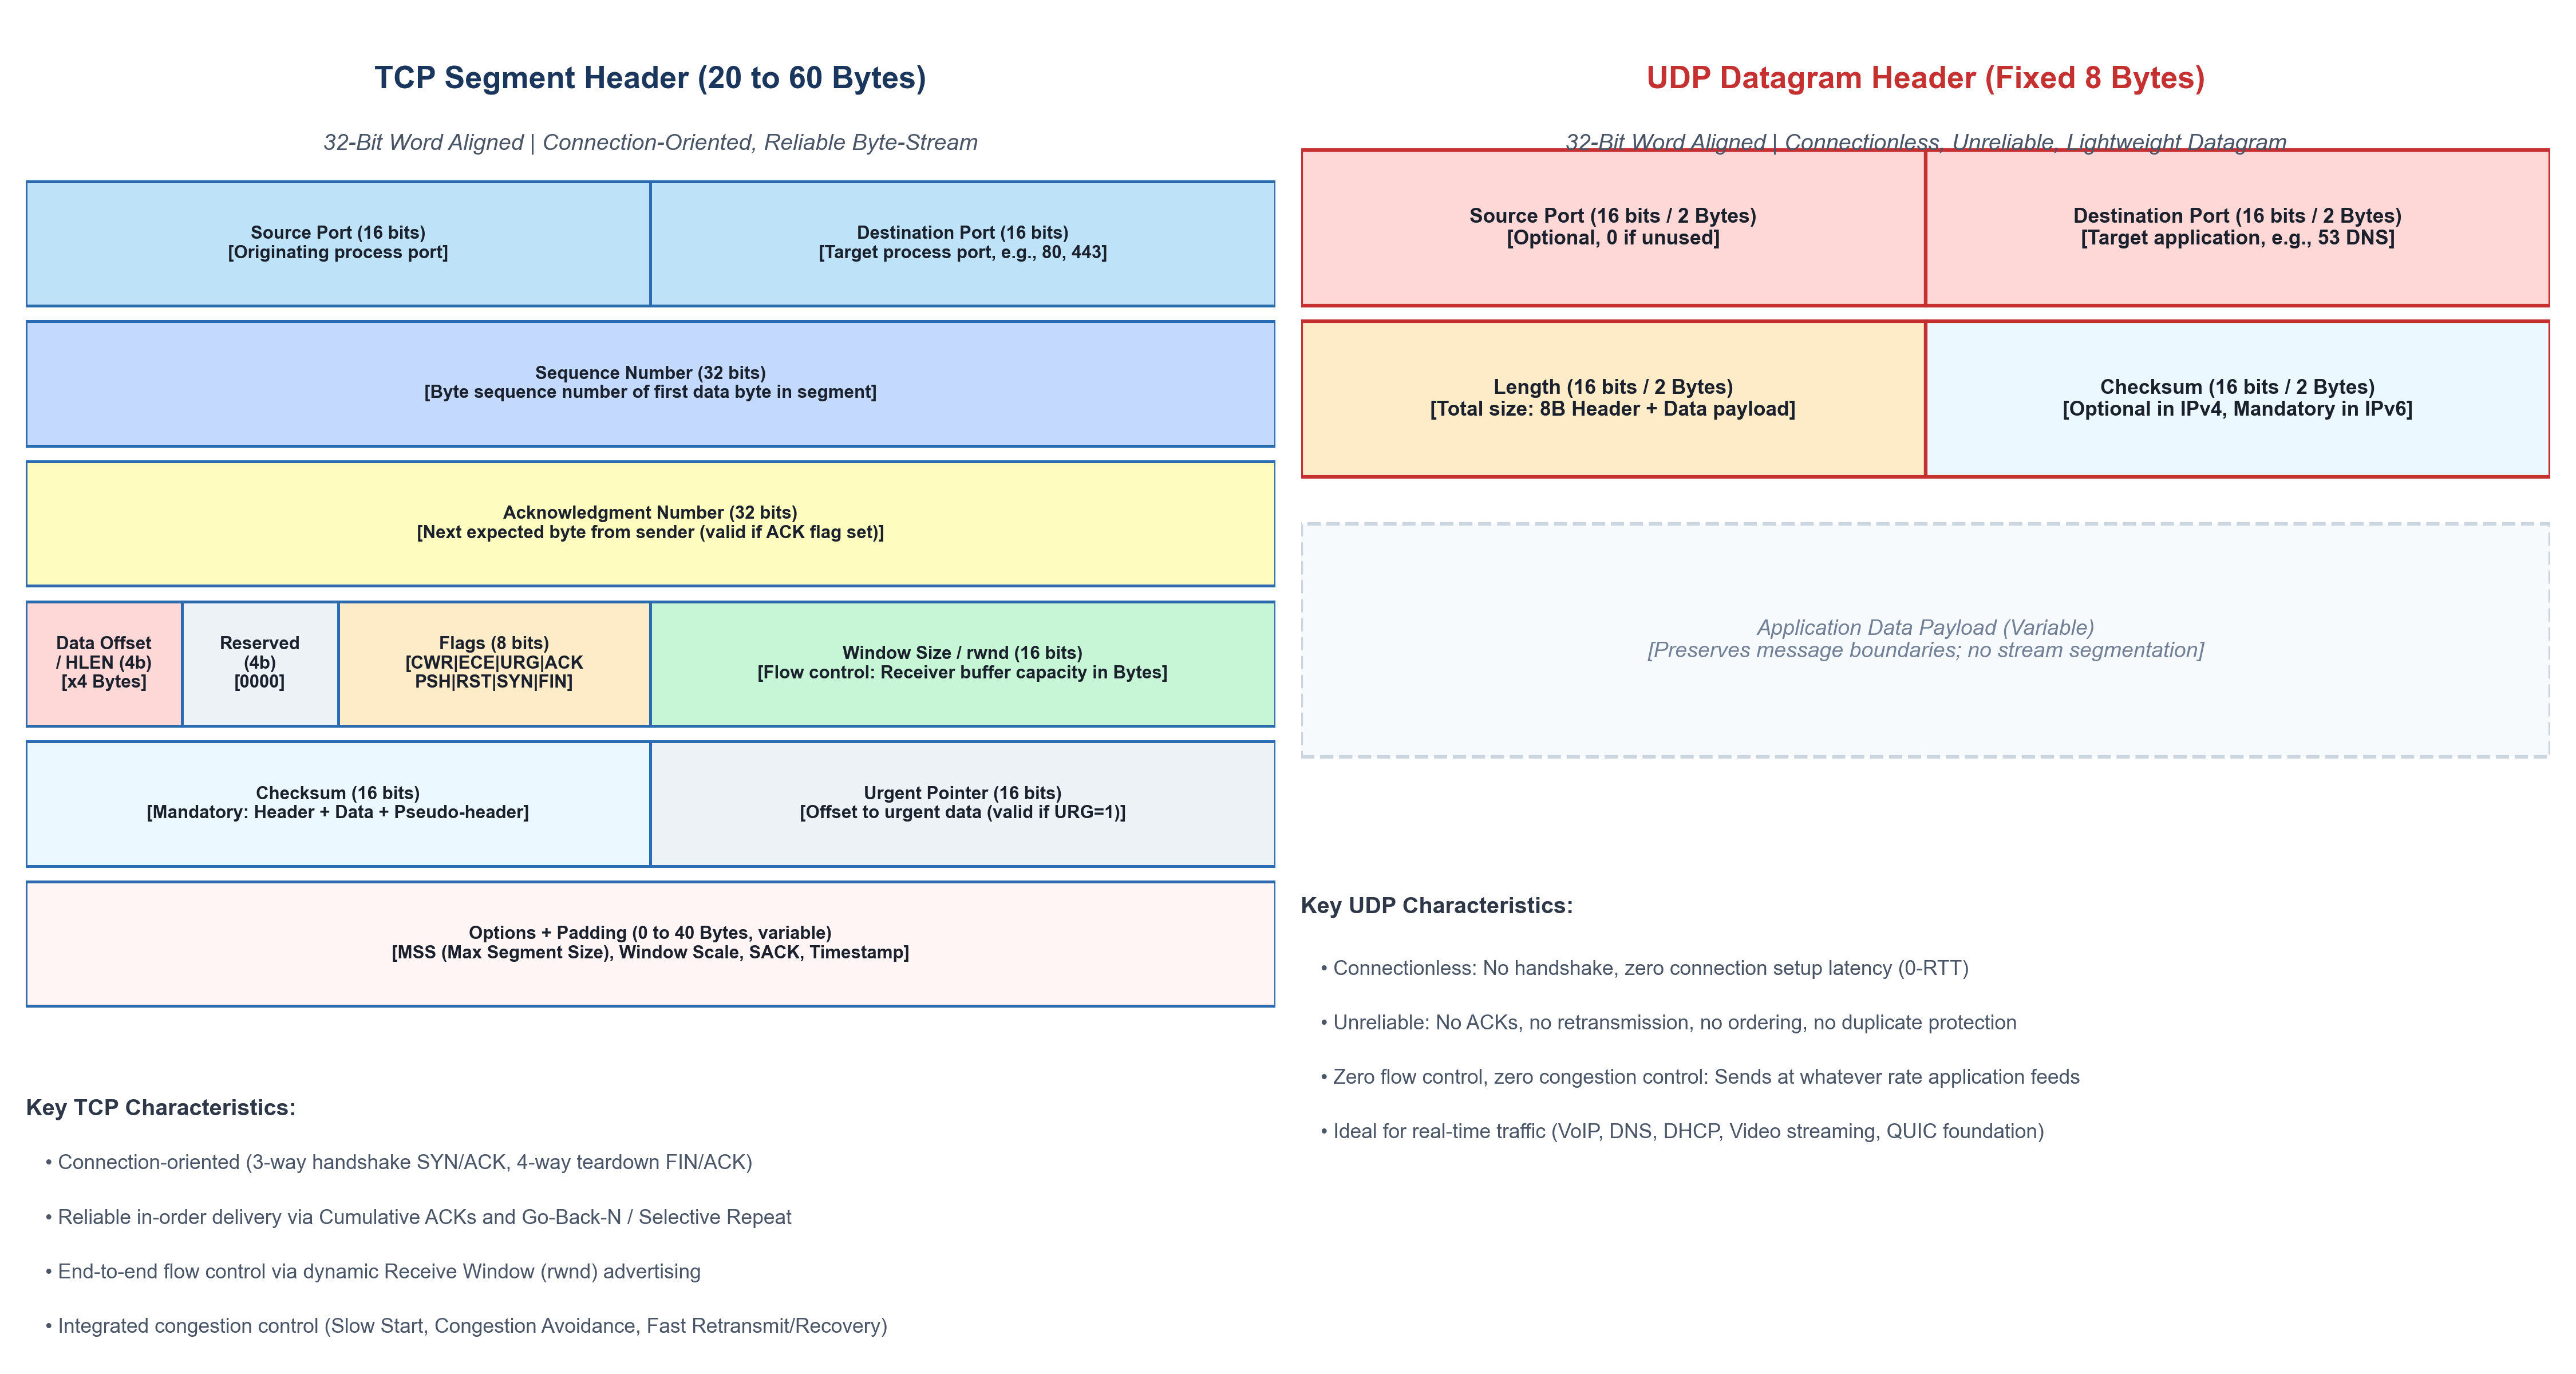 TCP Segment Header (20 to 60 Bytes)
32-Bit Word Aligned | Connection-Oriented, Reliable Byte-Stream
Source Port (16 bits)
[Originating process port]
Destination Port (16 bits)
[Target process port, e.g., 80, 443]
Sequence Number (32 bits)
[Byte sequence number of first data byte in segment]
Acknowledgment Number (32 bits)
[Next expected byte from sender (valid if ACK flag set)]
Data Offset
/ HLEN (4b)
[x4 Bytes]
Reserved
(4b)
[0000]
Flags (8 bits)
[CWR|ECE|URG|ACK
PSH|RST|SYN|FIN]
Window Size / rwnd (16 bits)
[Flow control: Receiver buffer capacity in Bytes]
Checksum (16 bits)
[Mandatory: Header + Data + Pseudo-header]
Urgent Pointer (16 bits)
[Offset to urgent data (valid if URG=1)]
Options + Padding (0 to 40 Bytes, variable)
[MSS (Max Segment Size), Window Scale, SACK, Timestamp]
Key TCP Characteristics:
• Connection-oriented (3-way handshake SYN/ACK, 4-way teardown FIN/ACK)
• Reliable in-order delivery via Cumulative ACKs and Go-Back-N / Selective Repeat
• End-to-end flow control via dynamic Receive Window (rwnd) advertising
• Integrated congestion control (Slow Start, Congestion Avoidance, Fast Retransmit/Recovery)
UDP Datagram Header (Fixed 8 Bytes)
32-Bit Word Aligned | Connectionless, Unreliable, Lightweight Datagram
Source Port (16 bits / 2 Bytes)
[Optional, 0 if unused]
Destination Port (16 bits / 2 Bytes)
[Target application, e.g., 53 DNS]
Length (16 bits / 2 Bytes)
[Total size: 8B Header + Data payload]
Checksum (16 bits / 2 Bytes)
[Optional in IPv4, Mandatory in IPv6]
Application Data Payload (Variable)
[Preserves message boundaries; no stream segmentation]
Key UDP Characteristics:
• Connectionless: No handshake, zero connection setup latency (0-RTT)
• Unreliable: No ACKs, no retransmission, no ordering, no duplicate protection
• Zero flow control, zero congestion control: Sends at whatever rate application feeds
• Ideal for real-time traffic (VoIP, DNS, DHCP, Video streaming, QUIC foundation)